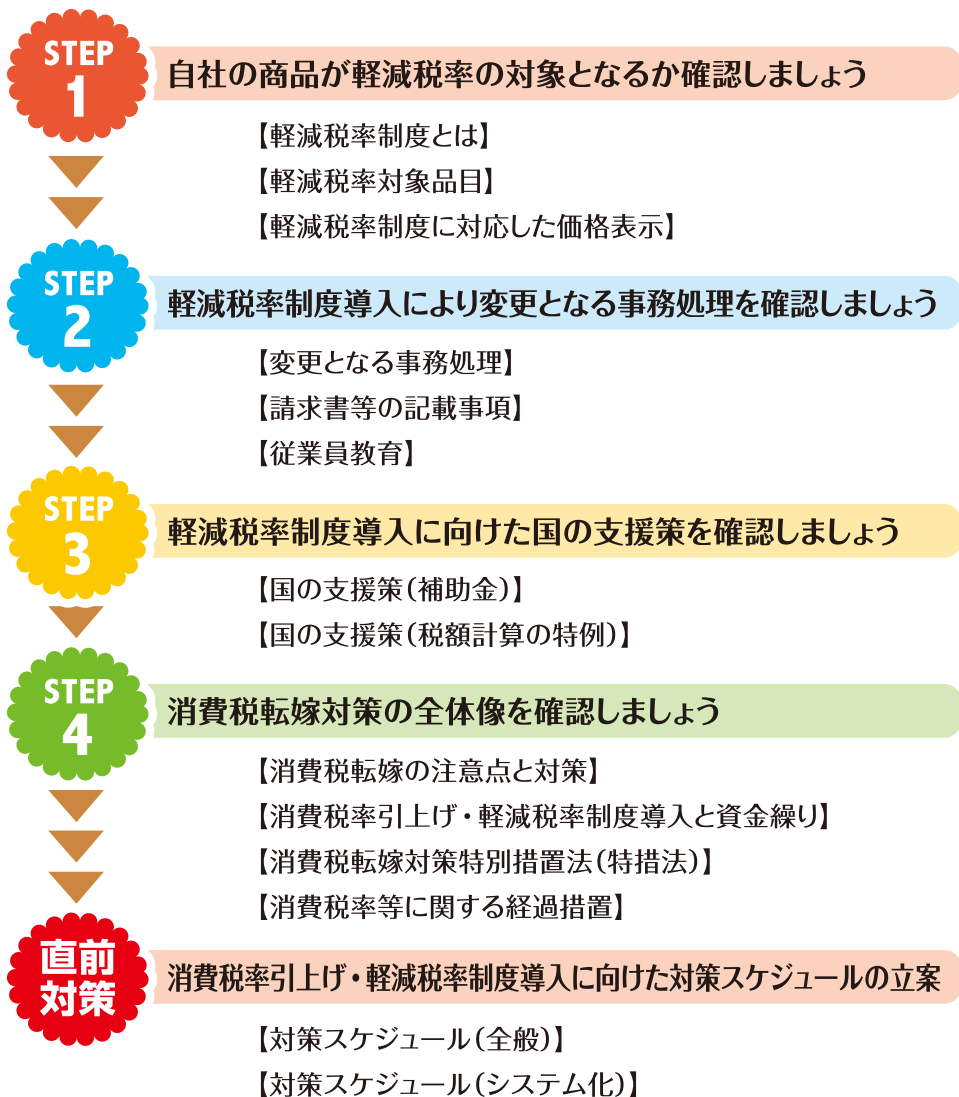 STEP
1
自社の商品が軽減税率の対象となるか確認しましょう
【軽減税率制度とは】
【軽減税率対象品目】
【軽減税率制度に対応した価格表示】
STEP
2
軽減税率制度導入により変更となる事務処理を確認しましょう
【変更となる事務処理】
【請求書等の記載事項】
【従業員教育】
STEP
3
軽減税率制度導入に向けた国の支援策を確認しましょう
【国の支援策(補助金)】
【国の支援策(税額計算の特例)】
STEP
4
消費税転嫁対策の全体像を確認しましょう
【消費税転嫁の注意点と対策】
【消費税率引上げ・軽減税率制度導入と資金繰り】
【消費税転嫁対策特別措置法(特措法)】
【消費税率等に関する経過措置】
直前
対策
消費税率引上げ・軽減税率制度導入に向けた対策スケジュールの立案
【対策スケジュール(全般)】
【対策スケジュール(システム化)】